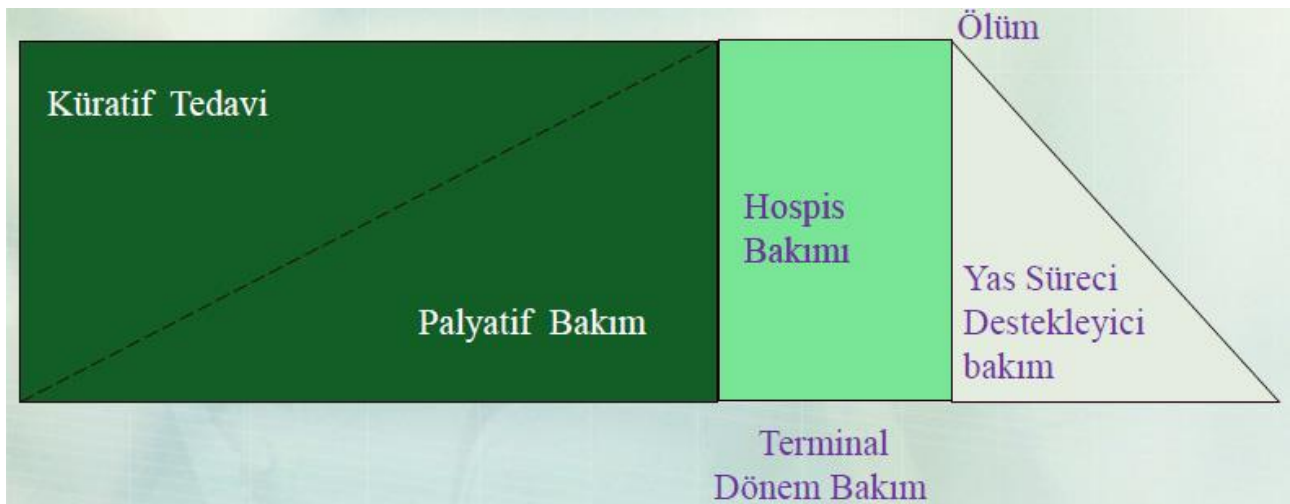 Ölüm
Küratif Tedavi
Palyatif Bakım
Hospis
Bakımı
Yas Süreci
Destekleyici
bakım
Terminal
Dönem Bakım